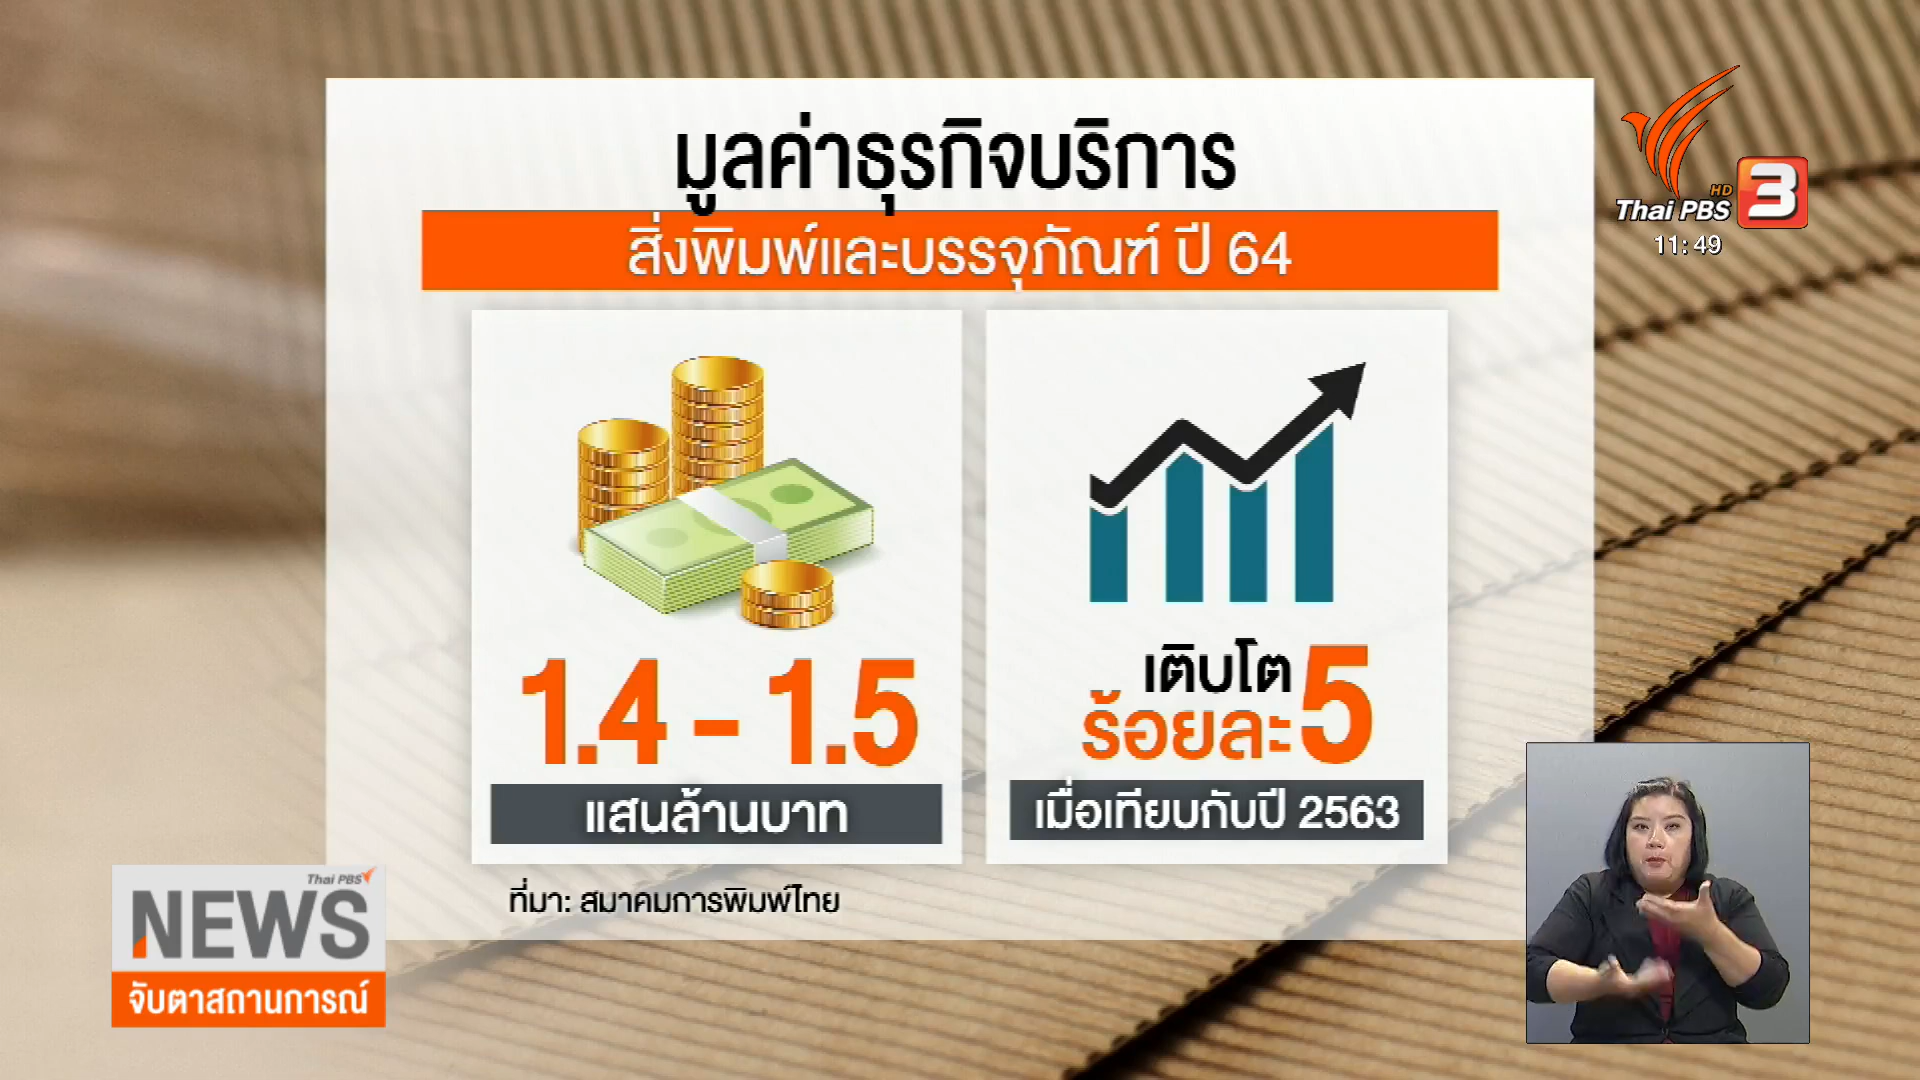 มูลค่าธุรกิจบริการ
สิ่งพิมพ์และบรรจุภัณฑ์ ปี 64
1.4 - 1.5
แสนล้านบาท
เติบโต
ร้อยละ 5
เมื่อเทียบกับปี 2563
ที่มา: สมาคมการพิมพ์ไทย
HD
Thai PBS 3
11:49
Thai PBS
NEWS
จับตาสถานการณ์